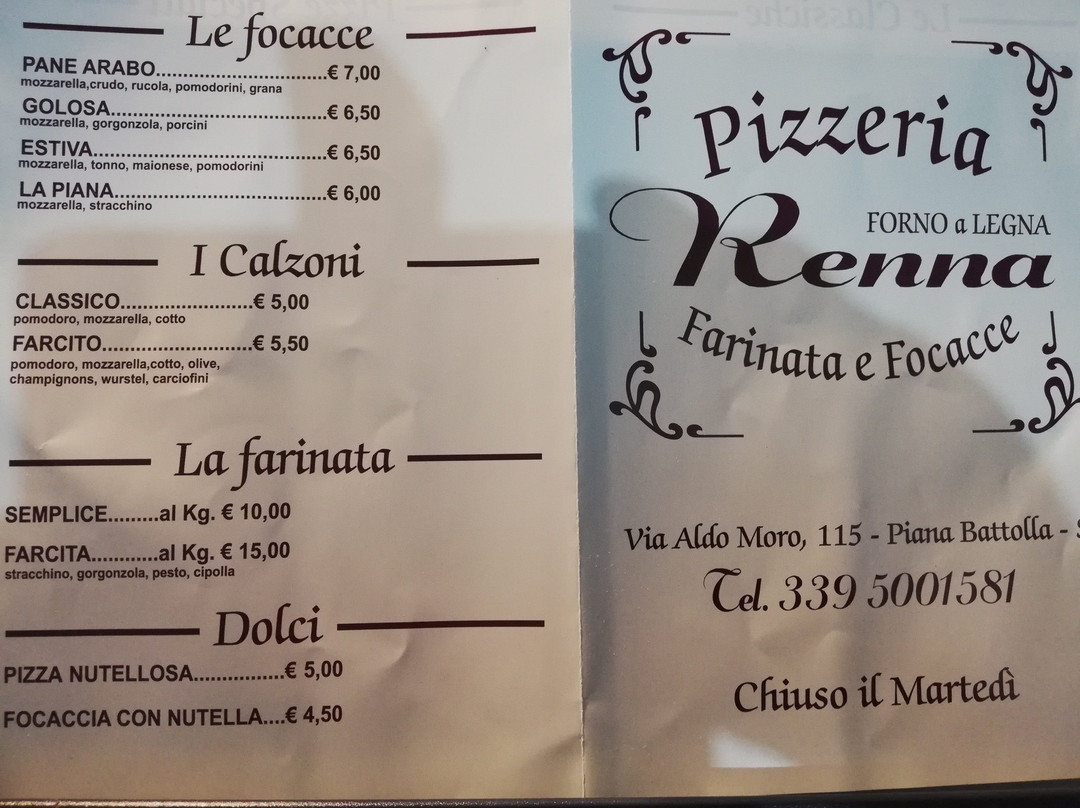 Le focacce
PANE ARABO............................€ 7,00
mozzarella,crudo, rucola, pomodorini, grana
GOLOSA....................................€ 6,50
mozzarella, gorgonzola, porcini
ESTIVA.......................................€ 6,50
mozzarella, tonno, maionese, pomodorini
LA PIANA...................................€ 6,00
mozzarella, stracchino
I Calzoni
CLASSICO......................€ 5,00
pomodoro, mozzarella, cotto
FARCITO.........................€ 5,50
pomodoro, mozzarella,cotto, olive,
champignons, wurstel, carciofini
La farinata
SEMPLICE.........al Kg. € 10,00
FARCITA............al Kg. € 15,00
stracchino, gorgonzola, pesto, cipolla
Dolci
PIZZA NUTELLOSA................€ 5,00
FOCACCIA CON NUTELLA....€ 4,50
Pizzeria
FORNO a LEGNA
Renna
Farinata e Focacce
Via Aldo Moro, 115 - Piana Battolla -
Tel. 339 5001581
Chiuso il Martedì